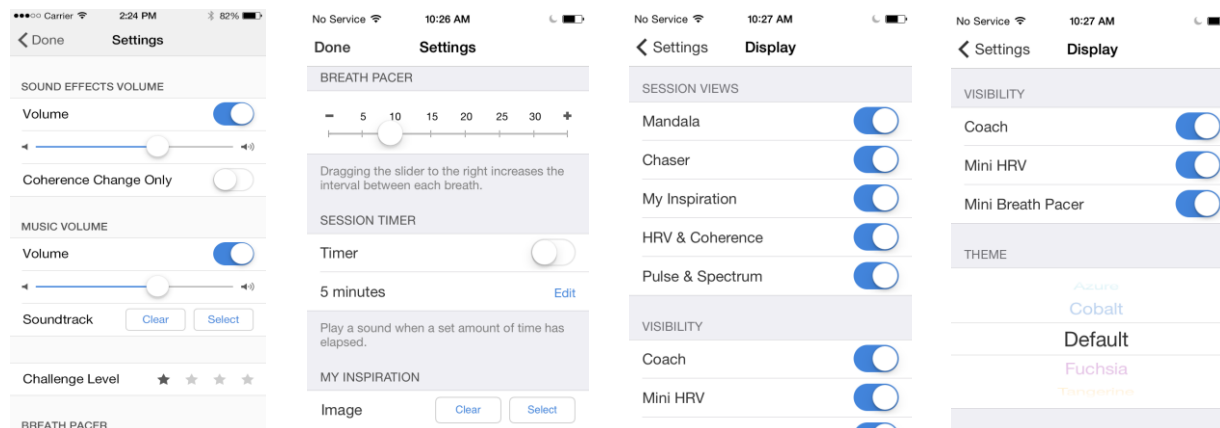 Carrier 2:24 PM 82%
Done Settings
SOUND EFFECTS VOLUME
Volume
Coherence Change Only
MUSIC VOLUME
Volume
Soundtrack Clear Select
Challenge Level
BREATH PACER
No Service 10:26 AM
Done Settings
BREATH PACER
− 5 10 15 20 25 30 +
Dragging the slider to the right increases the
interval between each breath.
SESSION TIMER
Timer
5 minutes Edit
Play a sound when a set amount of time has
elapsed.
MY INSPIRATION
Image Clear Select
No Service 10:27 AM
Settings Display
SESSION VIEWS
Mandala
Chaser
My Inspiration
HRV & Coherence
Pulse & Spectrum
VISIBILITY
Coach
Mini HRV
No Service 10:27 AM
Settings Display
VISIBILITY
Coach
Mini HRV
Mini Breath Pacer
THEME
Azure
Cobalt
Default
Fuchsia
Tangerine